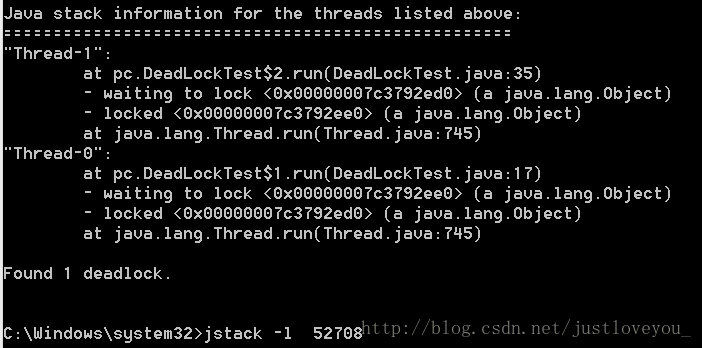 Java stack information for the threads listed above:
===================================================
"Thread-1":
        at pc.DeadLockTest$2.run(DeadLockTest.java:35)
        - waiting to lock <0x00000007c3792ed0> (a java.lang.Object)
        - locked <0x00000007c3792ee0> (a java.lang.Object)
        at java.lang.Thread.run(Thread.java:745)
"Thread-0":
        at pc.DeadLockTest$1.run(DeadLockTest.java:17)
        - waiting to lock <0x00000007c3792ee0> (a java.lang.Object)
        - locked <0x00000007c3792ed0> (a java.lang.Object)
        at java.lang.Thread.run(Thread.java:745)

Found 1 deadlock.


C:\Windows\system32>jstack -l  52708
http://blog.csdn.net/justloveyou_